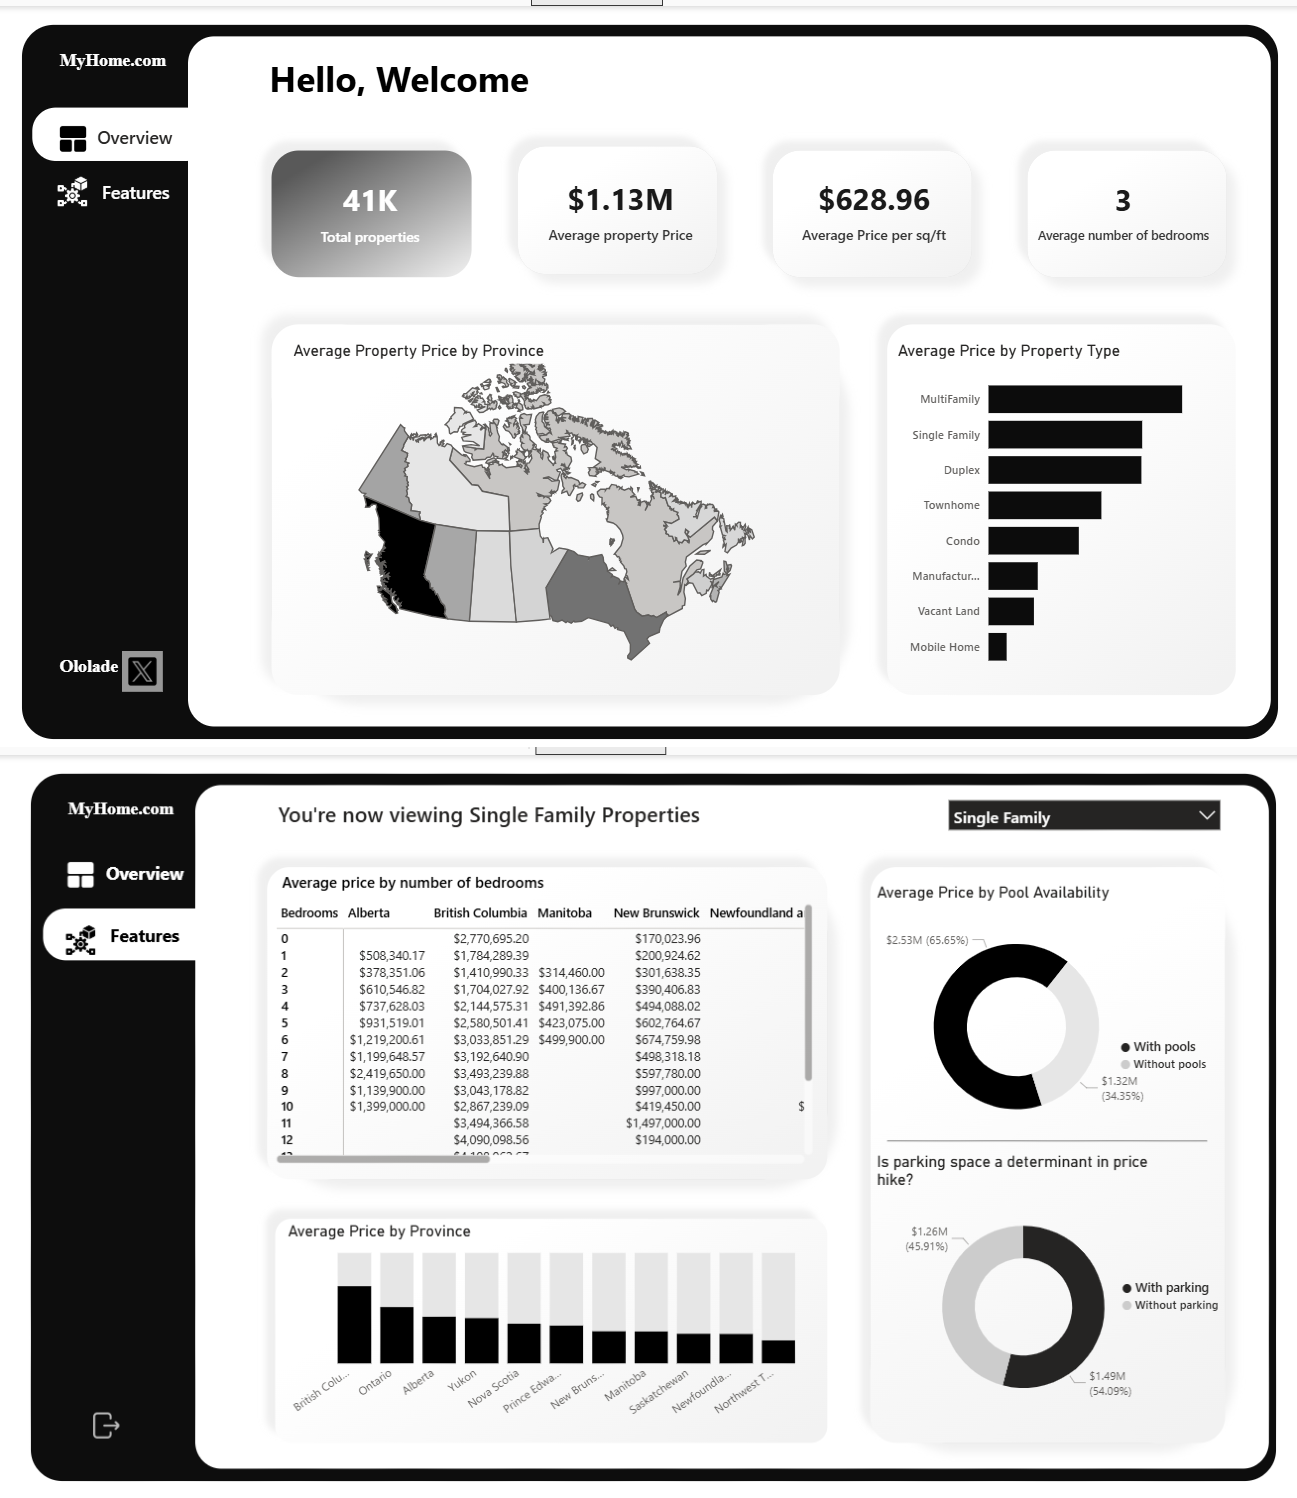 MyHome.com
Overview
Features
Ololade
Hello, Welcome
41K
Total properties
$1.13M
Average property Price
$628.96
Average Price per sq/ft
3
Average number of bedrooms
Average Property Price by Province
Average Price by Property Type
MultiFamily
Single Family
Duplex
Townhome
Condo
Manufactur...
Vacant Land
Mobile Home
MyHome.com
Overview
Features
You're now viewing Single Family Properties
Single Family
Average price by number of bedrooms
Bedrooms Alberta British Columbia Manitoba New Brunswick Newfoundland a
0 $2,770,695.20 $170,023.96
1 $508,340.17 $1,784,289.39 $200,924.62
2 $378,351.06 $1,410,990.33 $314,460.00 $301,638.35
3 $610,546.82 $1,704,027.92 $400,136.67 $390,406.83
4 $737,628.03 $2,144,575.31 $491,392.86 $494,088.02
5 $931,519.01 $2,580,501.41 $423,075.00 $602,764.67
6 $1,219,200.61 $3,033,851.29 $499,900.00 $674,759.98
7 $1,199,648.57 $3,192,640.90 $498,318.18
8 $2,419,650.00 $3,493,239.88 $597,780.00
9 $1,139,900.00 $3,043,178.82 $997,000.00
10 $1,399,000.00 $2,867,239.09 $419,450.00 $
11 $3,494,366.58 $1,497,000.00
12 $4,090,098.56 $194,000.00
Average Price by Province
British Colu...
Ontario
Alberta
Yukon
Nova Scotia
Prince Edwa...
New Bruns...
Manitoba
Saskatchewan
Newfoundla...
Northwest T...
Average Price by Pool Availability
$2.53M (65.65%)
With pools
Without pools
$1.32M
(34.35%)
Is parking space a determinant in price
hike?
$1.26M
(45.91%)
With parking
Without parking
$1.49M
(54.09%)